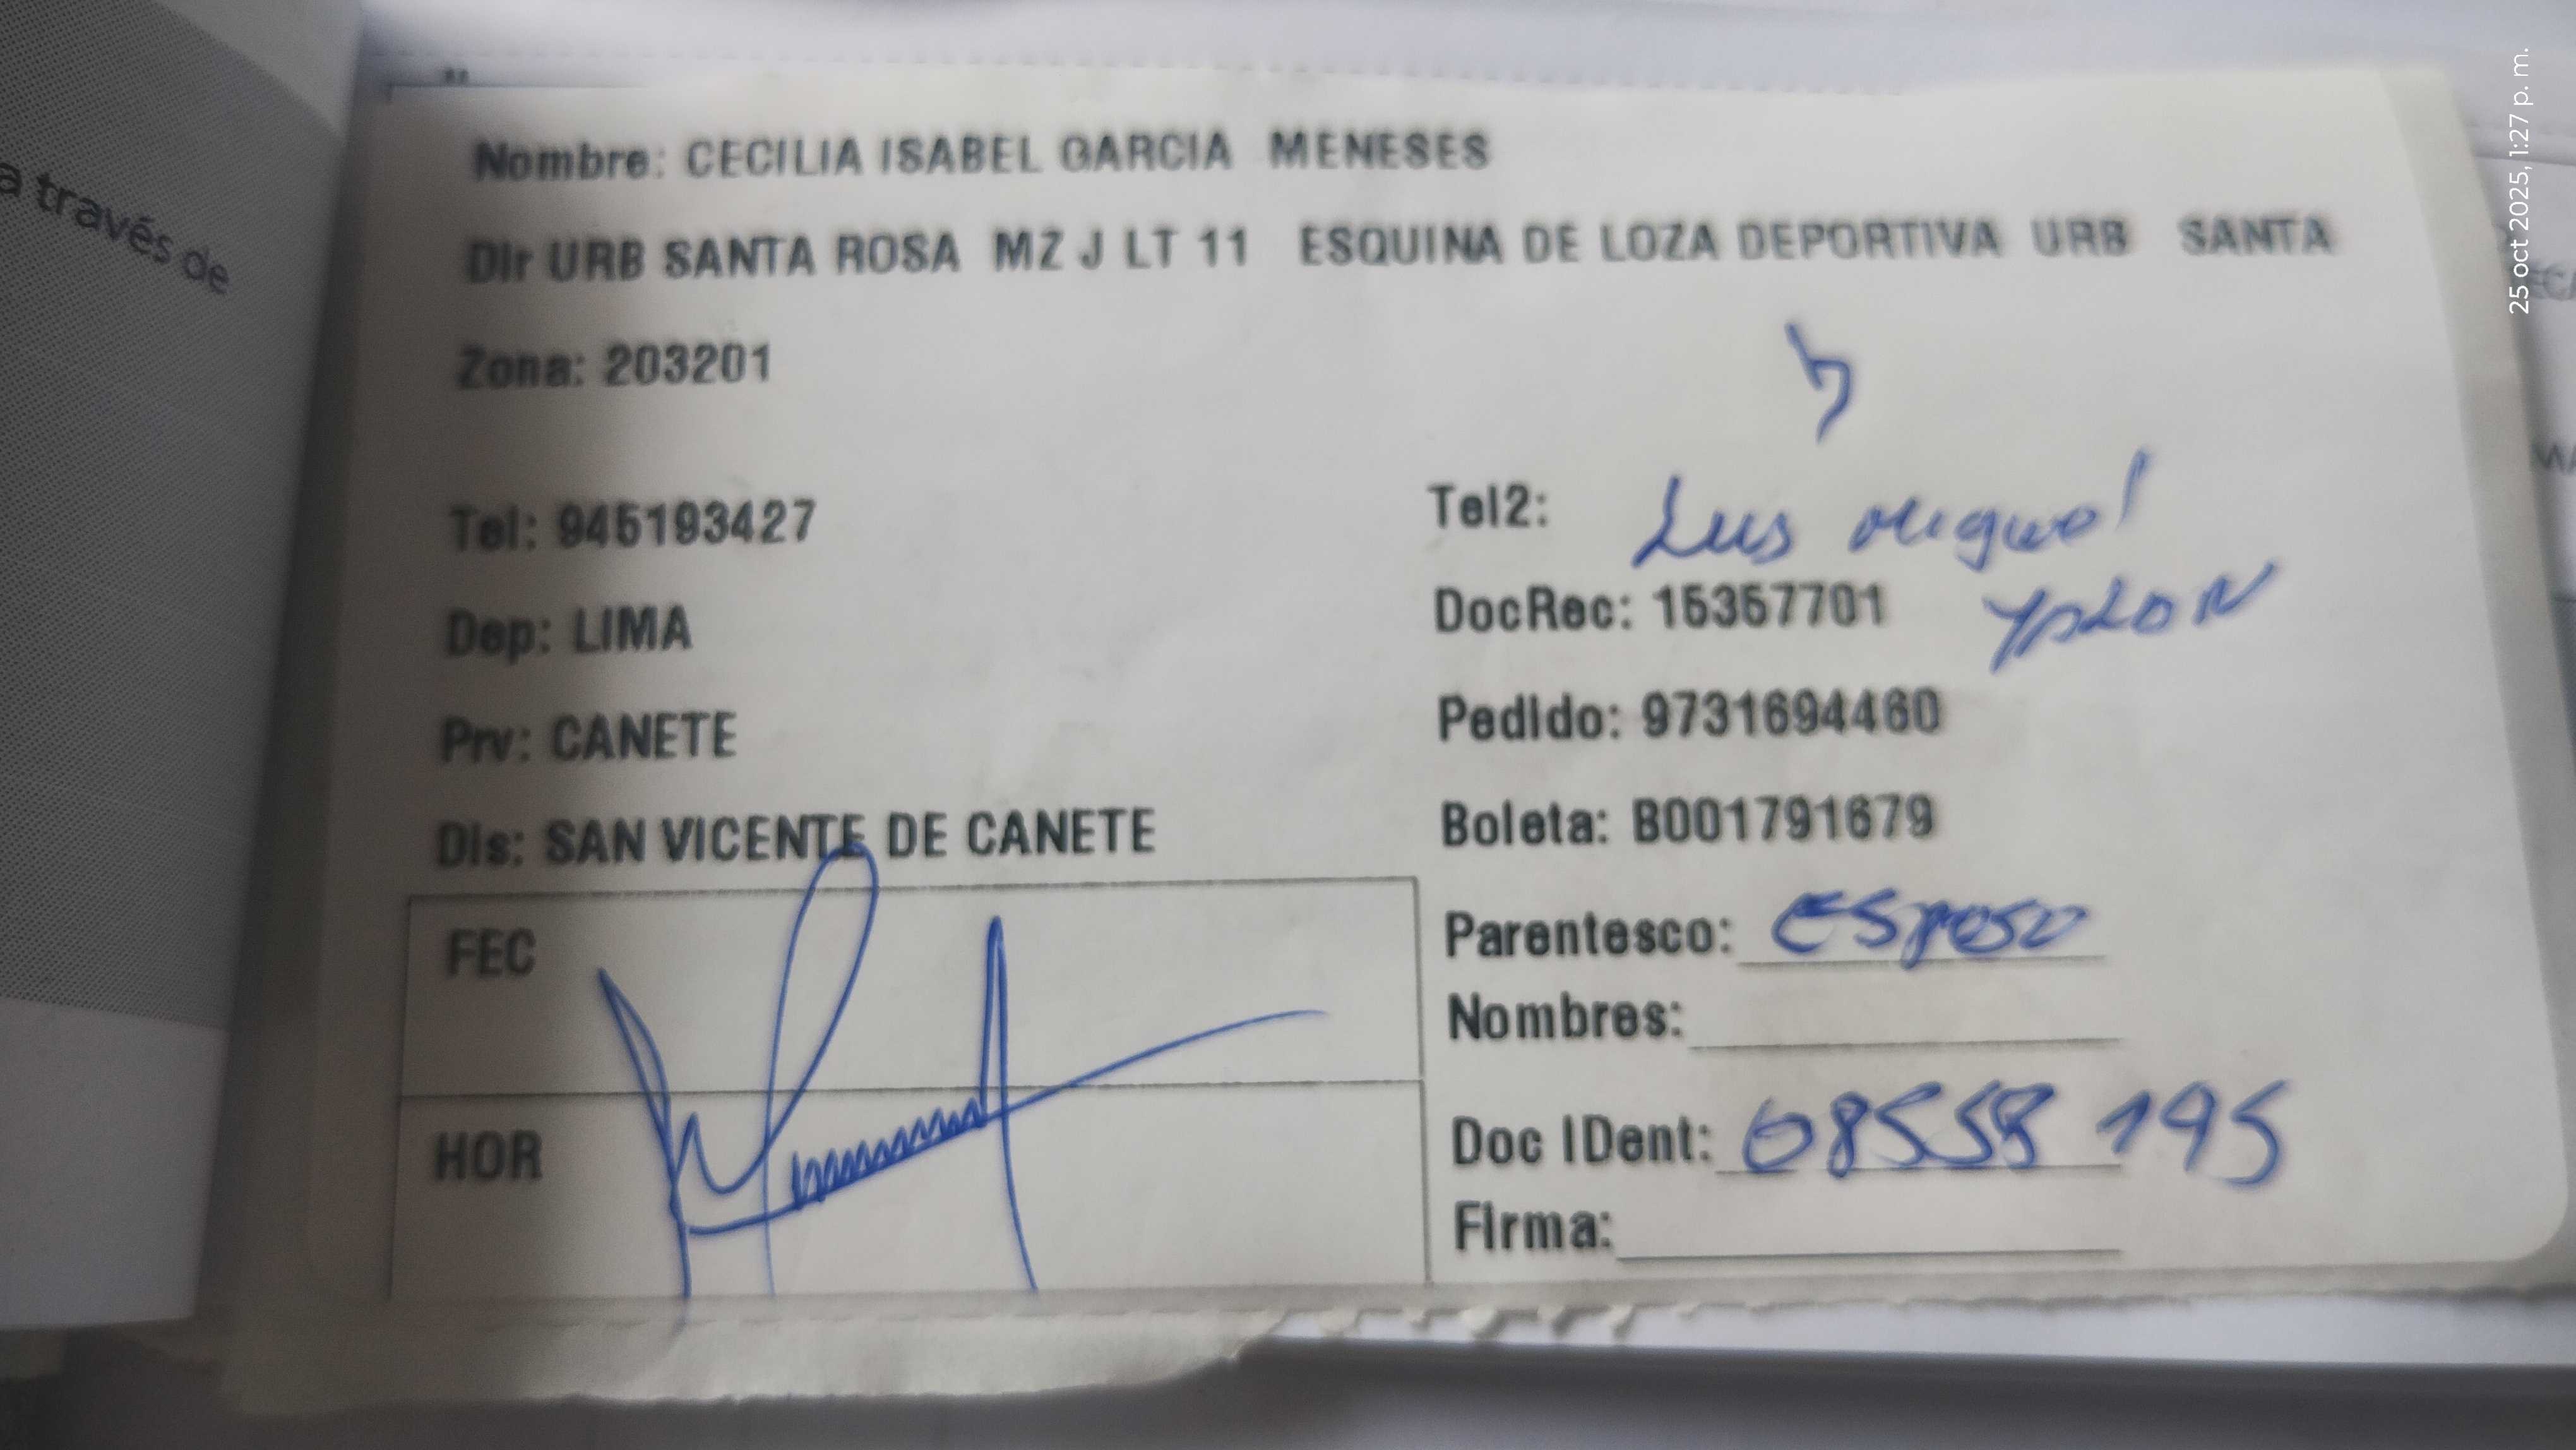 a través de
Nombre: CECILIA ISABEL GARCIA MENESES
Dir URB SANTA ROSA MZ J LT 11 ESQUINA DE LOZA DEPORTIVA URB SANTA
Zona: 203201
Tel: 945193427
Tel2:
Luis Miguel
Dep: LIMA
DocRec: 15357701
Prv: CANETE
Pedido: 9731694460
Dis: SAN VICENTE DE CANETE
Boleta: B001791679
FEC
Parentesco: esposo
Nombres:
HOR
Doc IDent: 08558195
Firma:
25 oct 2025, 1:27 p. m.